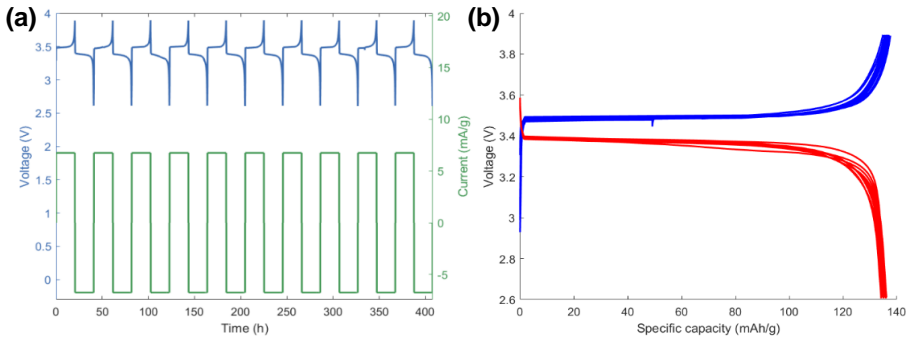 (a)
4
3.5
3
2.5
2
1.5
1
0.5
0
Voltage (V)
20
15
10
5
0
-5
Current (mA/g)
0 50 100 150 200 250 300 350 400
Time (h)
(b)
4
3.8
3.6
3.4
3.2
3
2.8
2.6
Voltage (V)
0 20 40 60 80 100 120 140
Specific capacity (mAh/g)